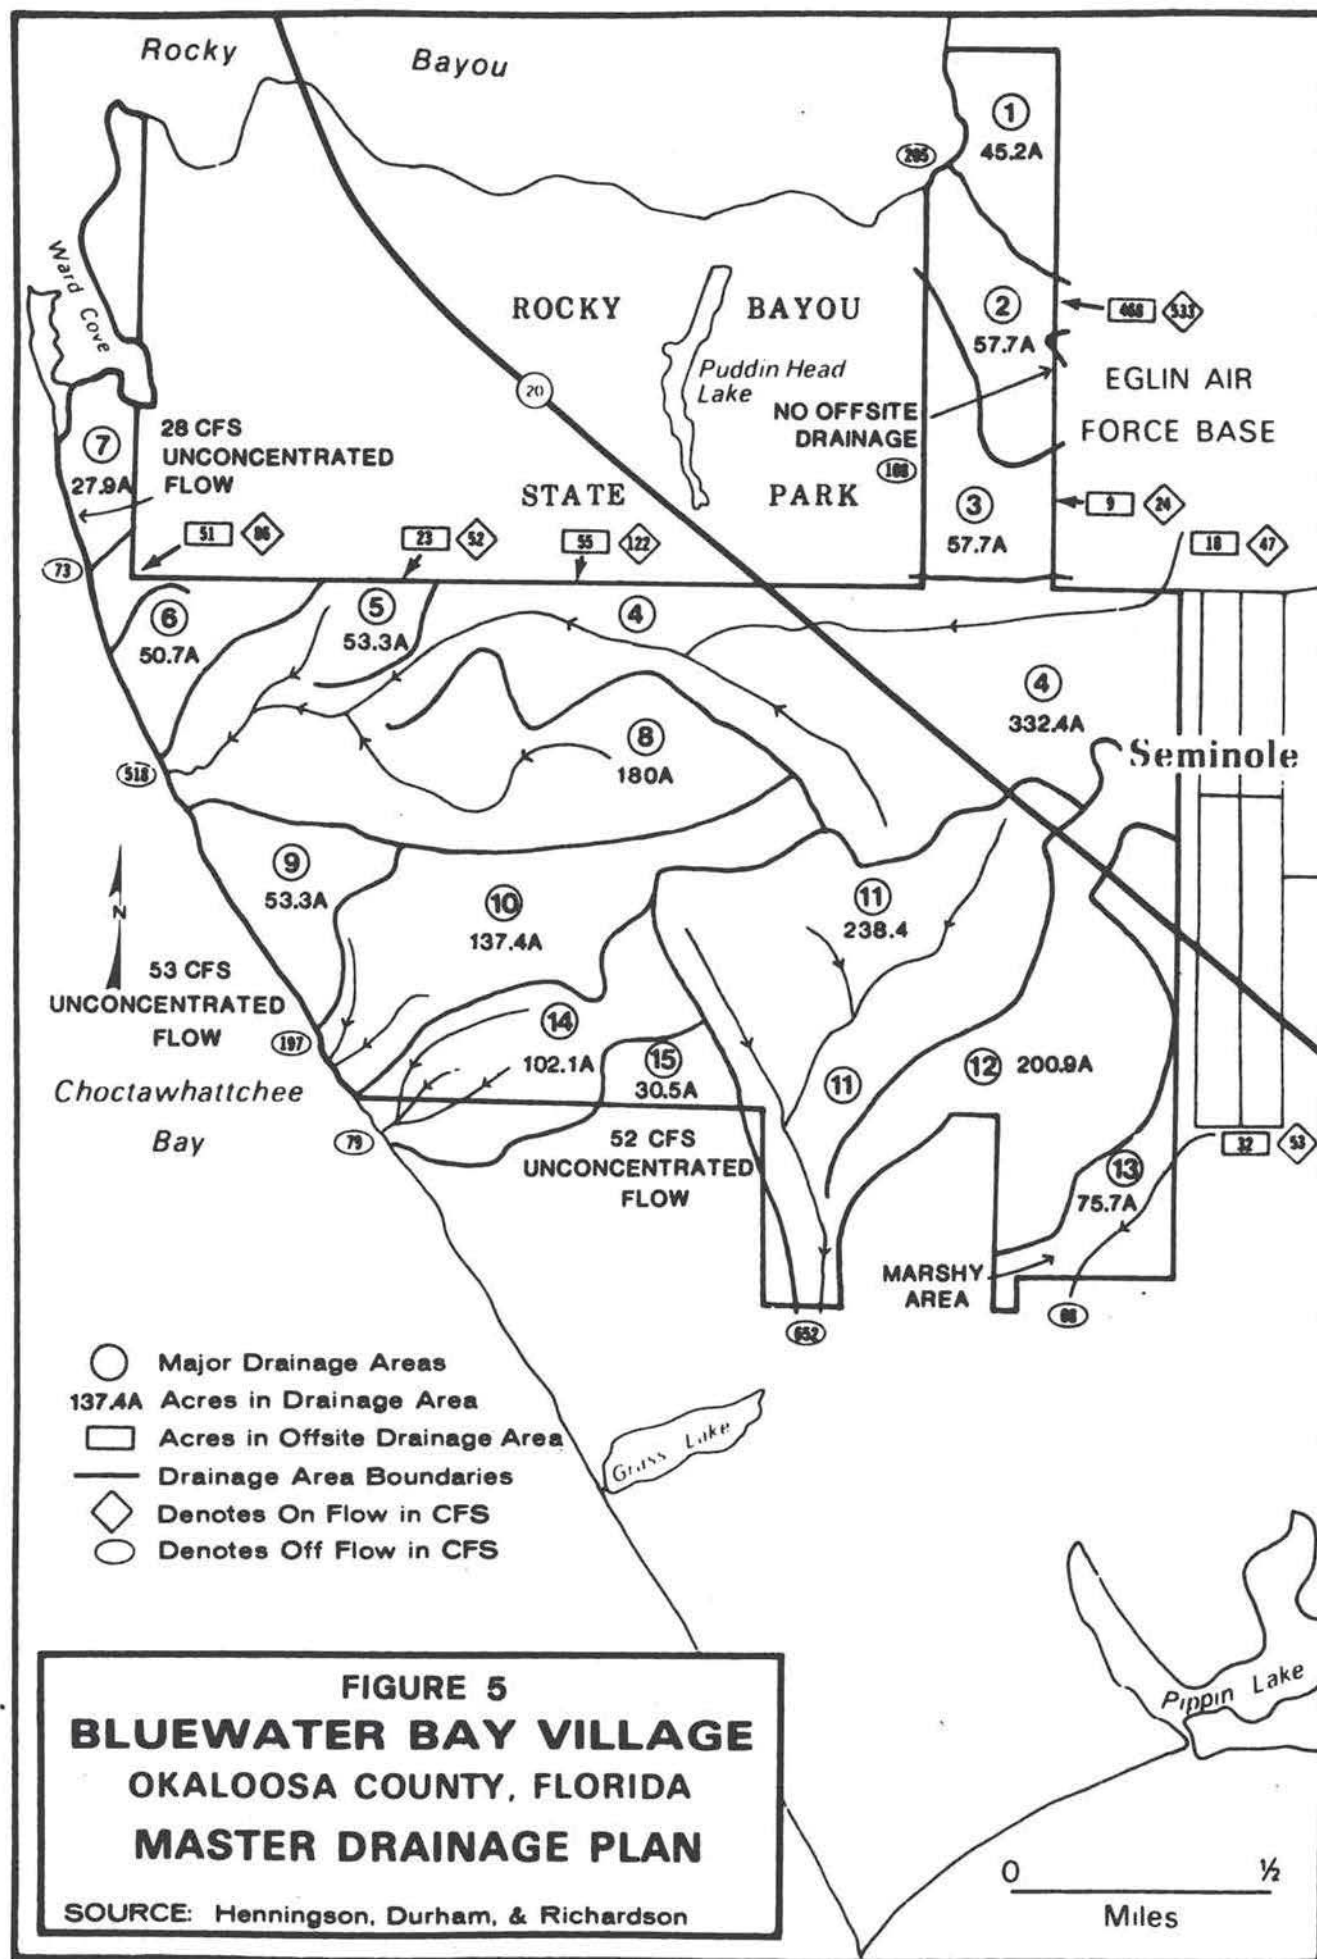 Rocky Bayou
1
45.2A
205
Ward Cove
ROCKY BAYOU
2
57.7A
468 533
Puddin Head
Lake
20
NO OFFSITE
DRAINAGE
EGLIN AIR
FORCE BASE
7
27.9A
28 CFS
UNCONCENTRATED
FLOW
108
STATE PARK
3
57.7A
9 24
51 86
23 52
55 122
18 47
73
6
50.7A
5
53.3A
4
4
332.4A
8
180A
Seminole
518
9
53.3A
10
137.4A
11
238.4
N
53 CFS
UNCONCENTRATED
FLOW
197
14
102.1A
15
30.5A
11
12 200.9A
Choctawhattchee
Bay
79
52 CFS
UNCONCENTRATED
FLOW
32 53
13
75.7A
MARSHY
AREA
652
Major Drainage Areas
137.4A Acres in Drainage Area
Acres in Offsite Drainage Area
Drainage Area Boundaries
Denotes On Flow in CFS
Denotes Off Flow in CFS
Grass Lake
Pippin Lake
FIGURE 5
BLUEWATER BAY VILLAGE
OKALOOSA COUNTY, FLORIDA
MASTER DRAINAGE PLAN
SOURCE: Henningson, Durham, & Richardson
0 ½
Miles